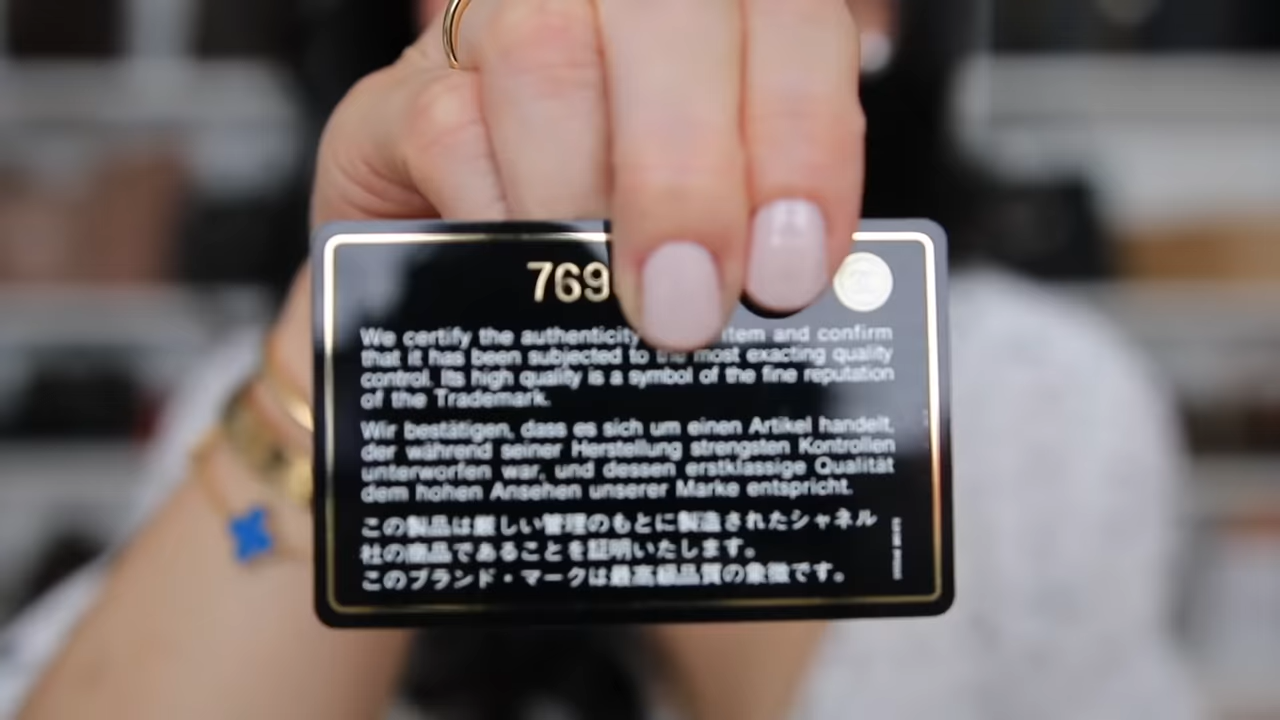 769
We certify the authenticity item and confirm
that it has been subjected to the most exacting quality
control. Its high quality is a symbol of the fine reputation
of the Trademark.
Wir bestätigen, dass es sich um einen Artikel handelt,
der während seiner Herstellung strengsten Kontrollen
unterworfen war, und dessen erstklassige Qualität
dem hohen Ansehen unserer Marke entspricht.
この製品は厳しい管理のもとに製造されたシャネル
社の商品であることを証明いたします。
このブランド・マークは最高級品質の象徴です。